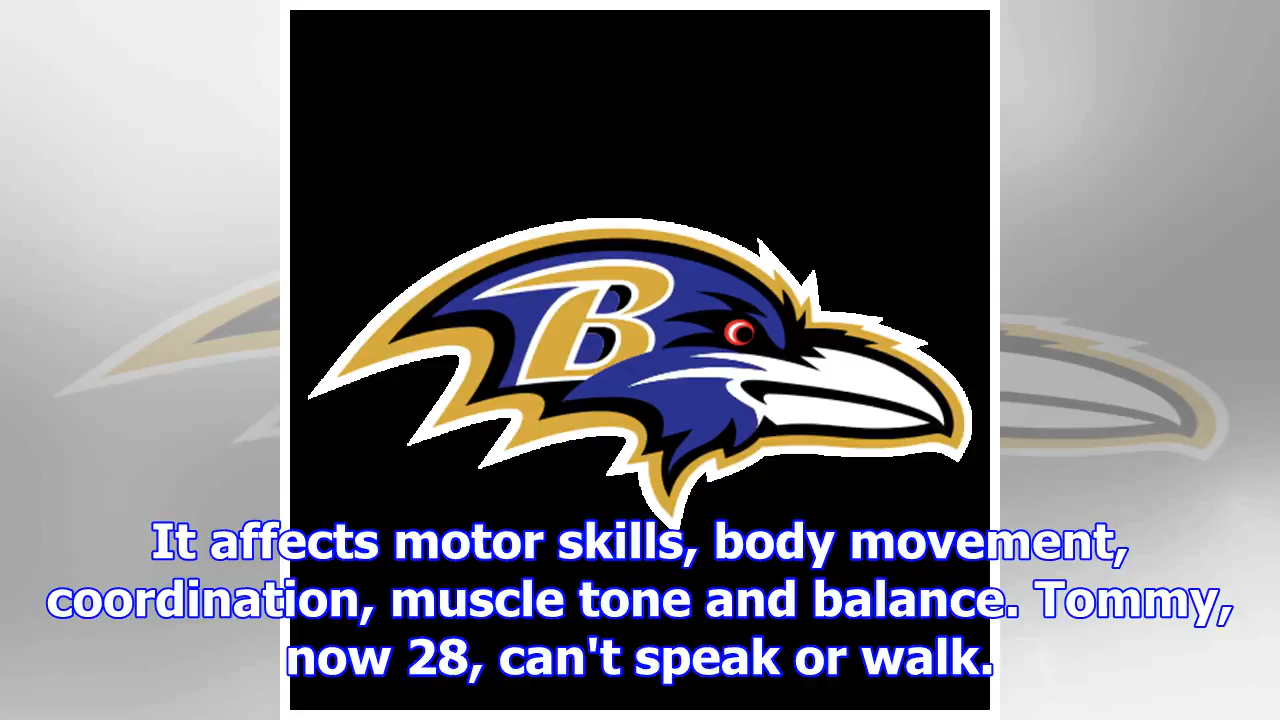 B
It affects motor skills, body movement,
coordination, muscle tone and balance. Tommy,
now 28, can't speak or walk.